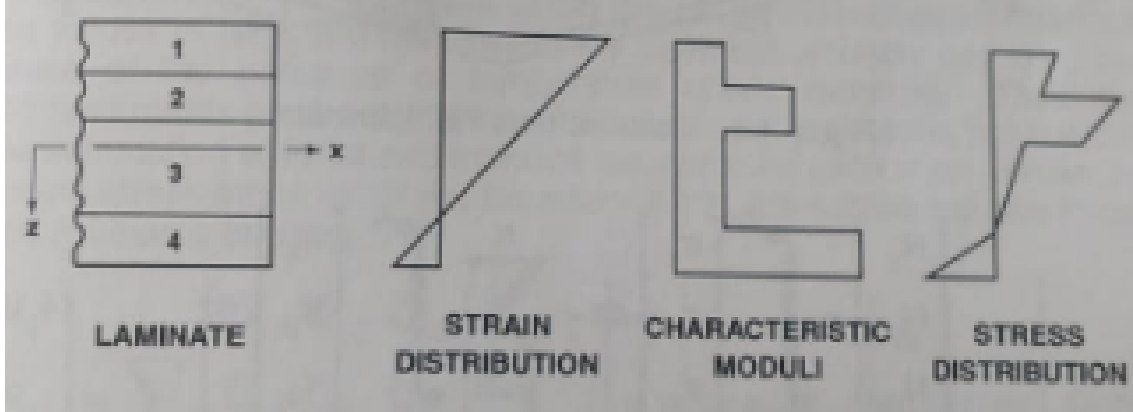 1
2
x
3
z
4
LAMINATE
STRAIN
DISTRIBUTION
CHARACTERISTIC
MODULI
STRESS
DISTRIBUTION